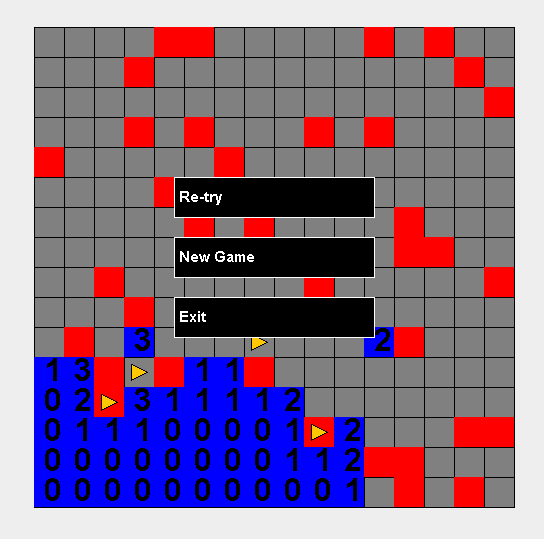 Re-try
New Game
Exit
3 2
1 3 1 1
0 2 3 1 1 1 1 2
0 1 1 1 0 0 0 0 1 2
0 0 0 0 0 0 0 0 1 1 2
0 0 0 0 0 0 0 0 0 0 1